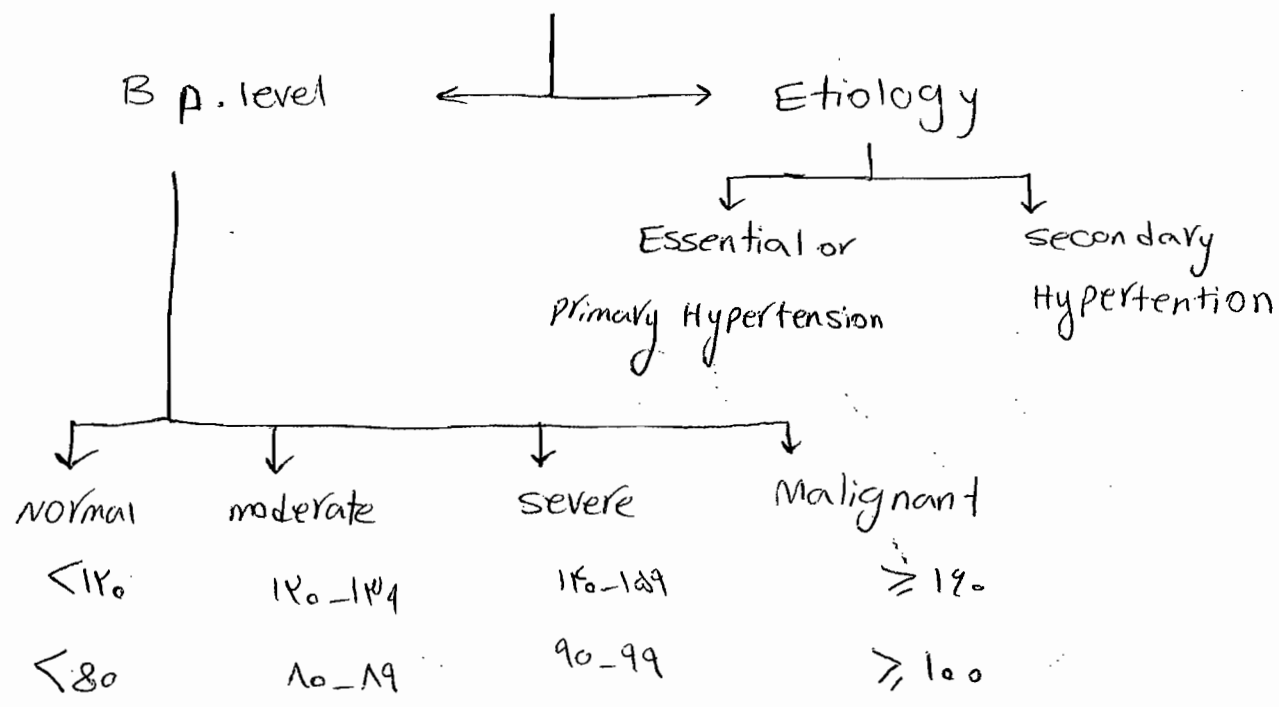 Bp. level
Etiology
Essential or
primary Hypertension
secondary
Hypertention
Normal
moderate
severe
Malignant
<۱۲۰
۱۲۰_۱۳۹
۱۴۰_۱۵۹
≥ ۱۶۰
<80
۸۰_۸۹
۹۰_۹۹
≥ ۱۰۰